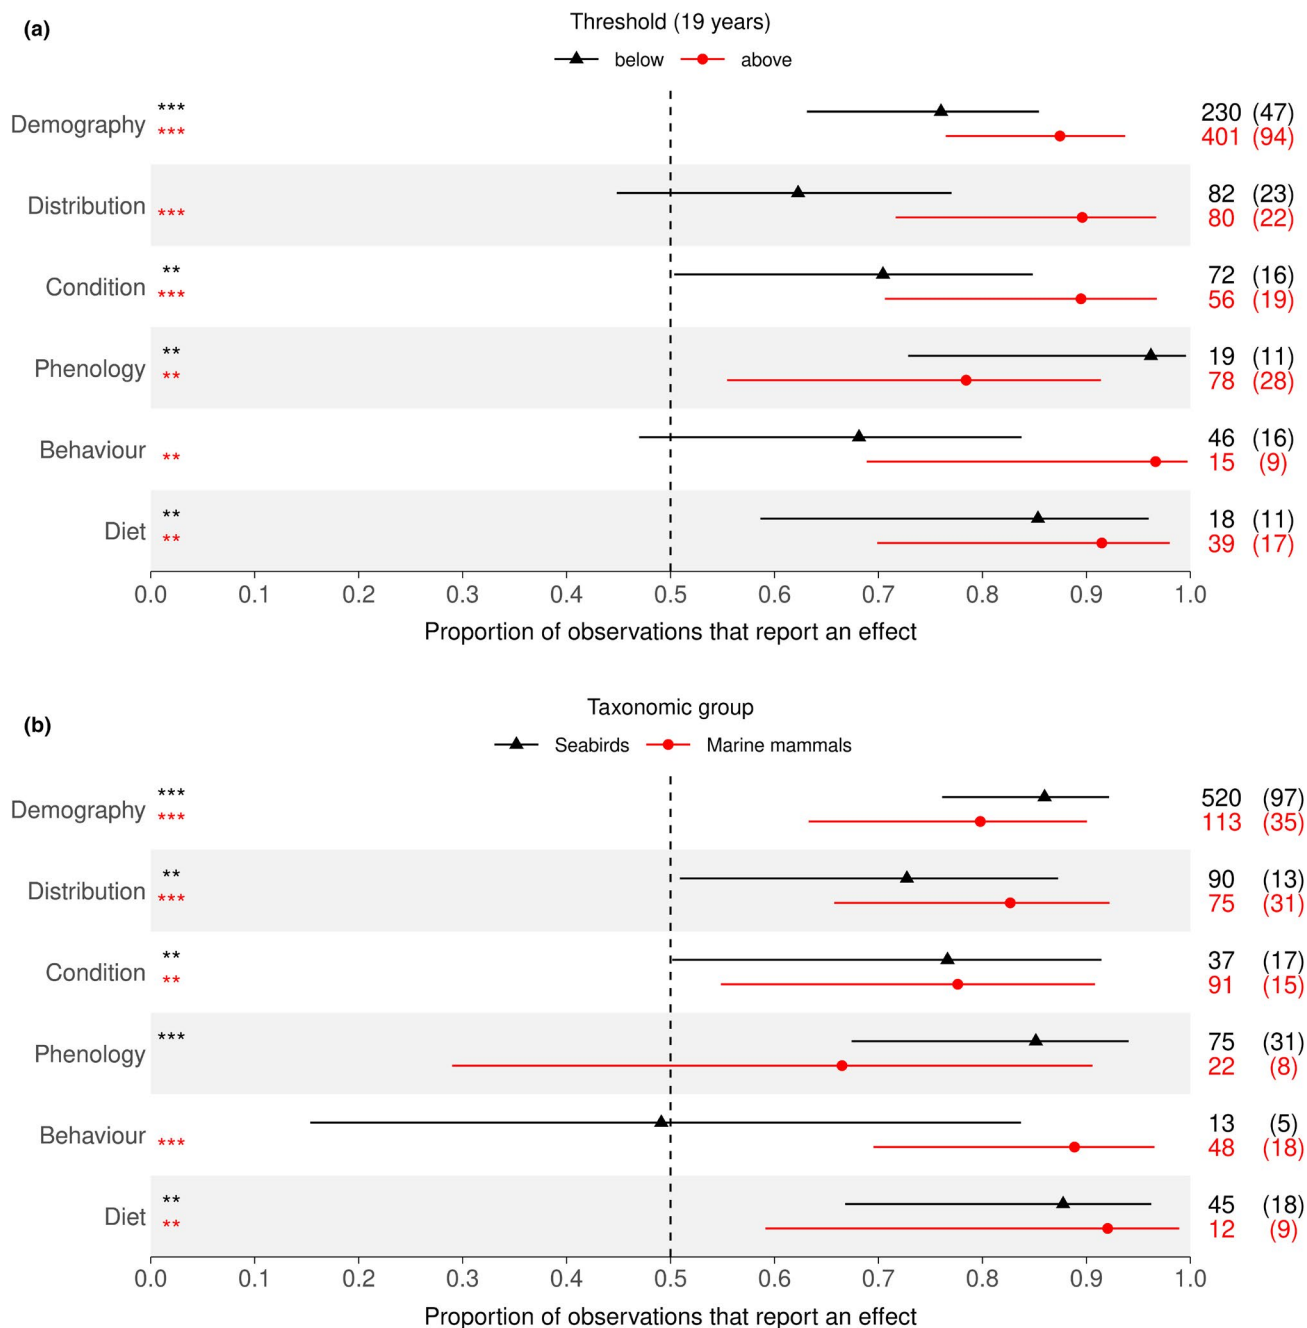 (a)
Threshold (19 years)
below above
Demography *** *** 230 (47) 401 (94)
Distribution *** 82 (23) 80 (22)
Condition ** *** 72 (16) 56 (19)
Phenology ** ** 19 (11) 78 (28)
Behaviour ** 46 (16) 15 (9)
Diet ** ** 18 (11) 39 (17)
0.0 0.1 0.2 0.3 0.4 0.5 0.6 0.7 0.8 0.9 1.0
Proportion of observations that report an effect
(b)
Taxonomic group
Seabirds Marine mammals
Demography *** *** 520 (97) 113 (35)
Distribution ** *** 90 (13) 75 (31)
Condition ** ** 37 (17) 91 (15)
Phenology *** 75 (31) 22 (8)
Behaviour *** 13 (5) 48 (18)
Diet ** ** 45 (18) 12 (9)
0.0 0.1 0.2 0.3 0.4 0.5 0.6 0.7 0.8 0.9 1.0
Proportion of observations that report an effect